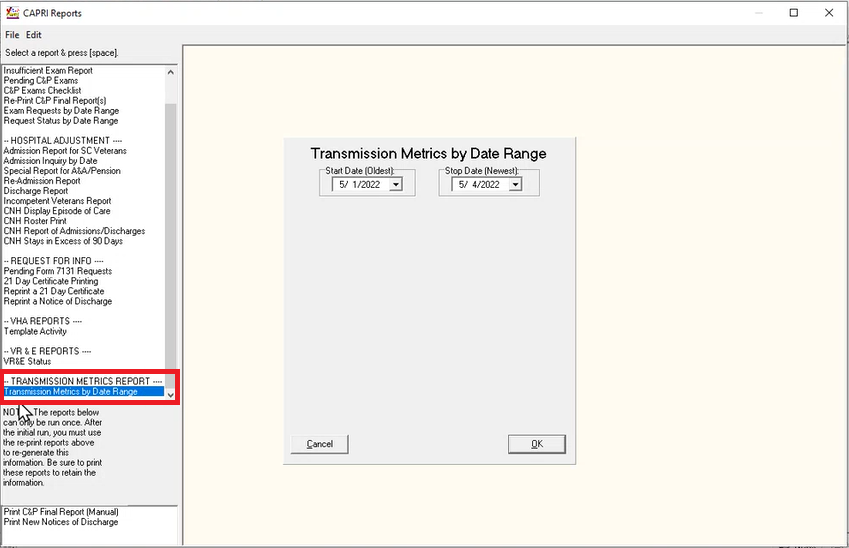 CAPRI Reports
File Edit
Select a report & press [space].
Insufficient Exam Report
Pending C&P Exams
C&P Exams Checklist
Re-Print C&P Final Report(s)
Exam Requests by Date Range
Request Status by Date Range
-- HOSPITAL ADJUSTMENT ----
Admission Report for SC Veterans
Admission Inquiry by Date
Special Report for A&A/Pension
Re-Admission Report
Discharge Report
Incompetent Veterans Report
CNH Display Episode of Care
CNH Roster Print
CNH Report of Admissions/Discharges
CNH Stays in Excess of 90 Days
-- REQUEST FOR INFO ----
Pending Form 7131 Requests
21 Day Certificate Printing
Reprint a 21 Day Certificate
Reprint a Notice of Discharge
-- VHA REPORTS ----
Template Activity
-- VR & E REPORTS ----
VR&E Status
-- TRANSMISSION METRICS REPORT ----
Transmission Metrics by Date Range
The reports below
can only be run once. After
the initial run, you must use
the re-print reports above
to re-generate this
information. Be sure to print
these reports to retain the
information.
Print C&P Final Report (Manual)
Print New Notices of Discharge
Transmission Metrics by Date Range
Start Date (Oldest): Stop Date (Newest):
5/ 1/2022 5/ 4/2022
Cancel OK